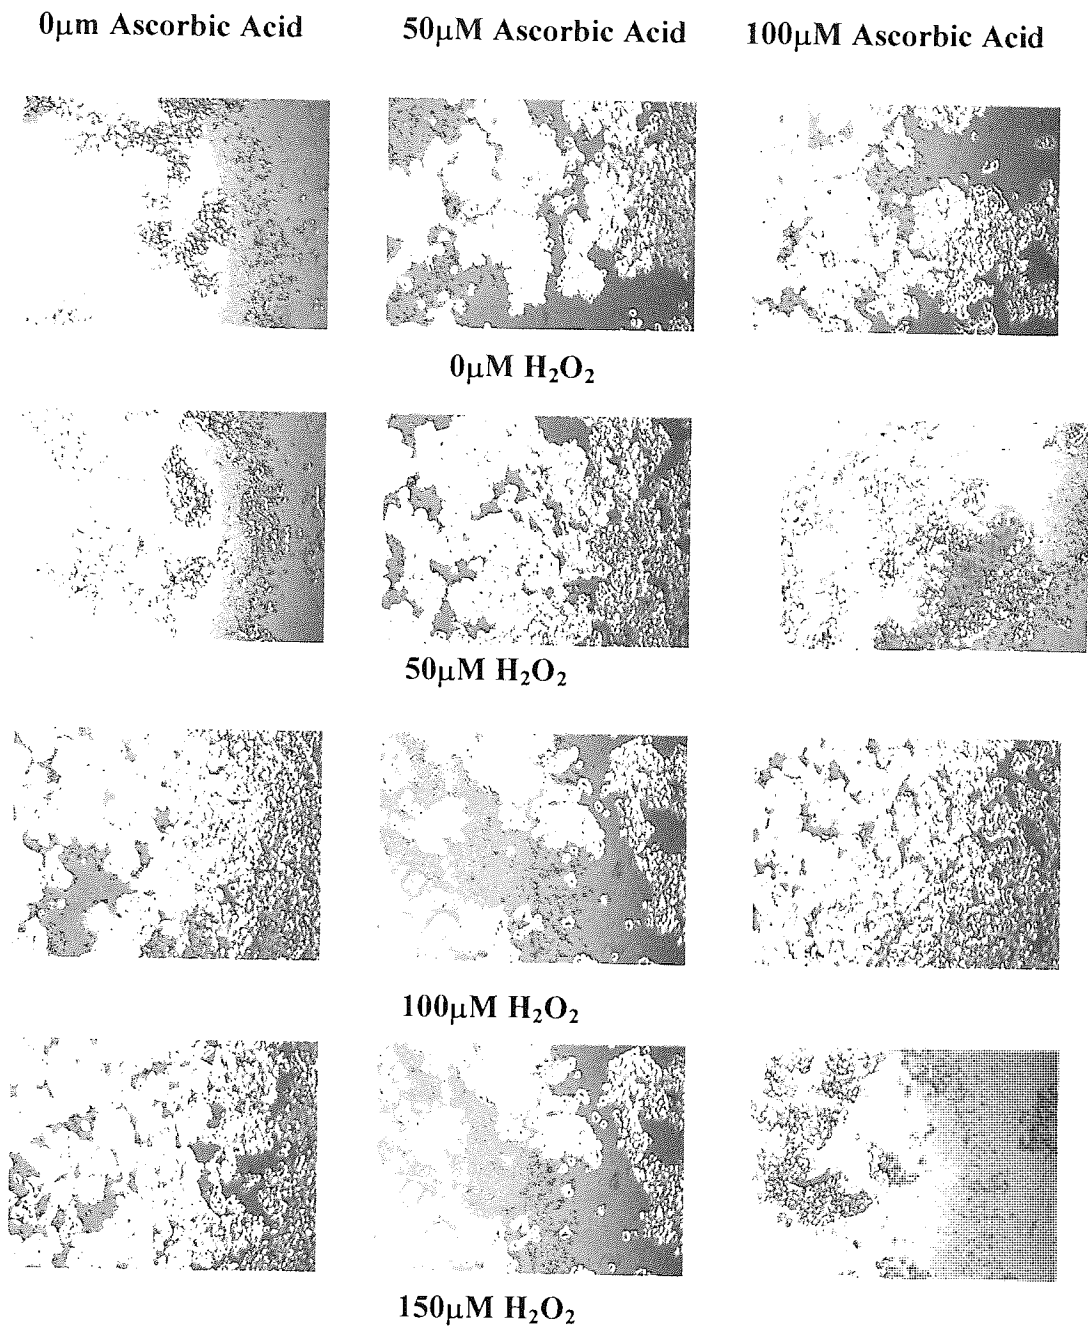 0μm Ascorbic Acid 50μM Ascorbic Acid 100μM Ascorbic Acid
0μM H₂O₂
50μM H₂O₂
100μM H₂O₂
150μM H₂O₂